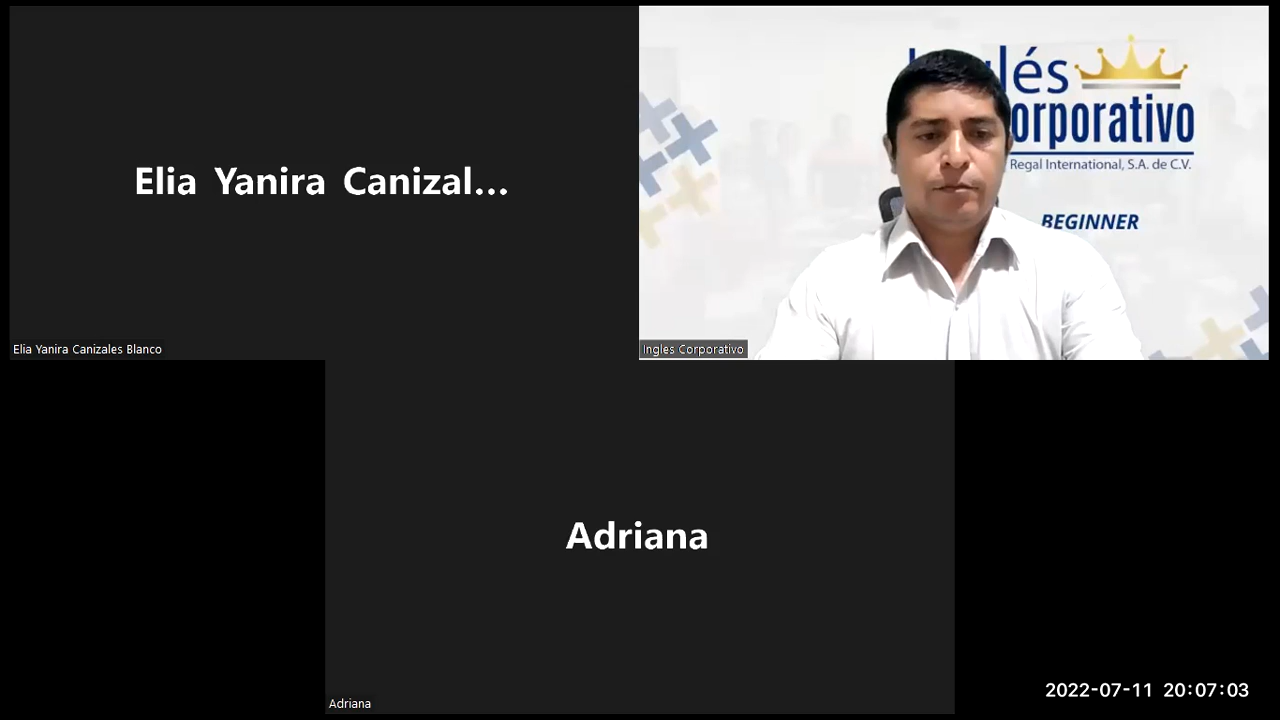 Elia Yanira Canizal...
Elia Yanira Canizales Blanco
lés
orporativo
Regal International, S.A. de C.V.
BEGINNER
Ingles Corporativo
Adriana
Adriana
2022-07-11 20:07:03